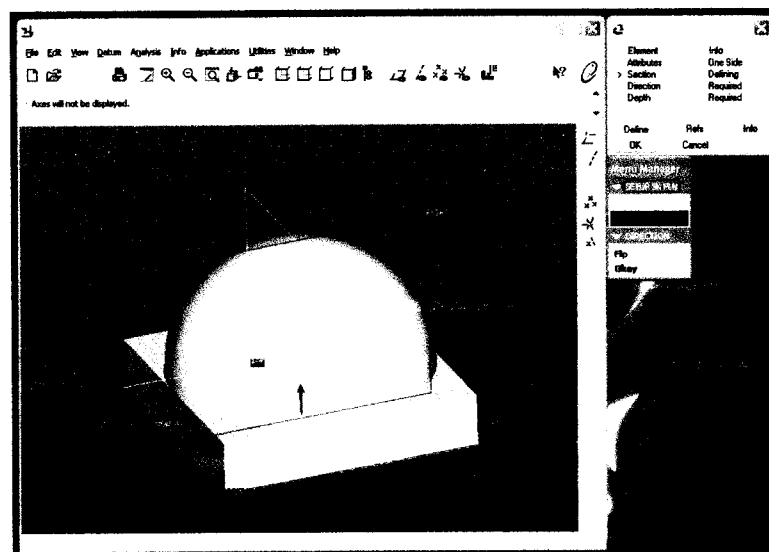 File Edit View Datum Analysis Info Applications Utilities Window Help
Axes will not be displayed.
Element Info
Attributes One Side
> Section Defining
Direction Required
Depth Required
Define Refs Info
OK Cancel
Menu Manager
SETUP SK PLN
DIRECTION
Flip
Okay